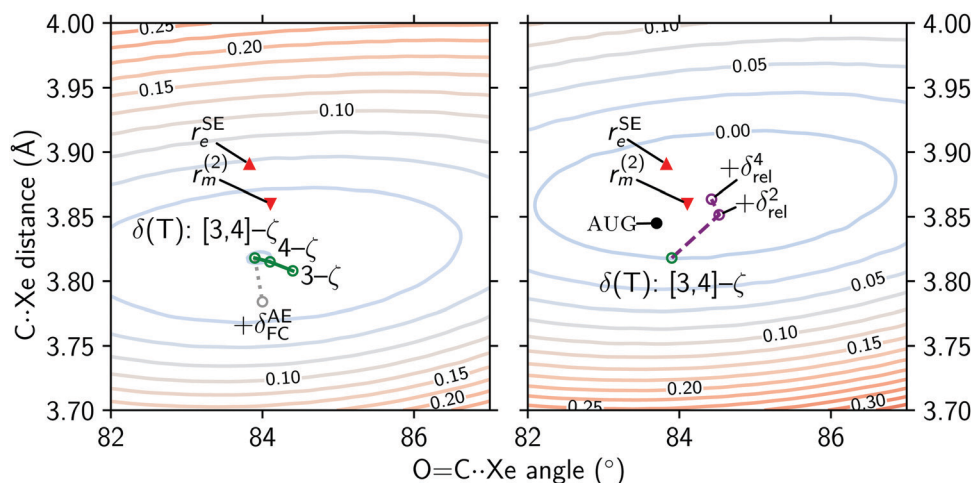 4.00
3.95
3.90
3.85
3.80
3.75
3.70
C··Xe distance (Å)
0.25
0.20
0.15
0.10
r_e^SE
r_m^(2)
δ(T): [3,4]−ζ
4−ζ
3−ζ
+δ_FC^AE
0.10
0.15
0.20
82
84
86
0.10
0.05
0.00
r_e^SE
r_m^(2)
+δ_rel^4
+δ_rel^2
AUG
δ(T): [3,4]−ζ
0.05
0.10
0.15
0.20
0.25
0.30
82
84
86
4.00
3.95
3.90
3.85
3.80
3.75
3.70
O=C··Xe angle (°)